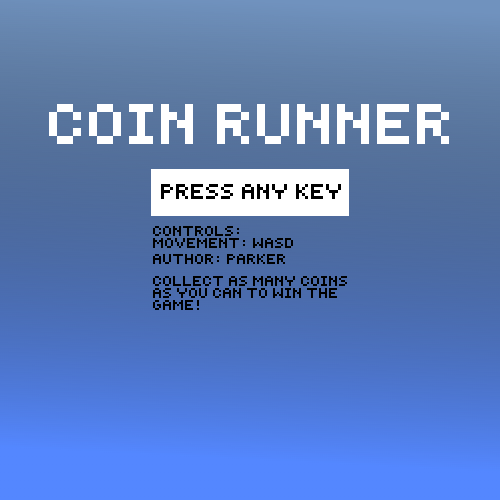 COIN RUNNER
PRESS ANY KEY
CONTROLS:
MOVEMENT: WASD
AUTHOR: PARKER
COLLECT AS MANY COINS
AS YOU CAN TO WIN THE
GAME!